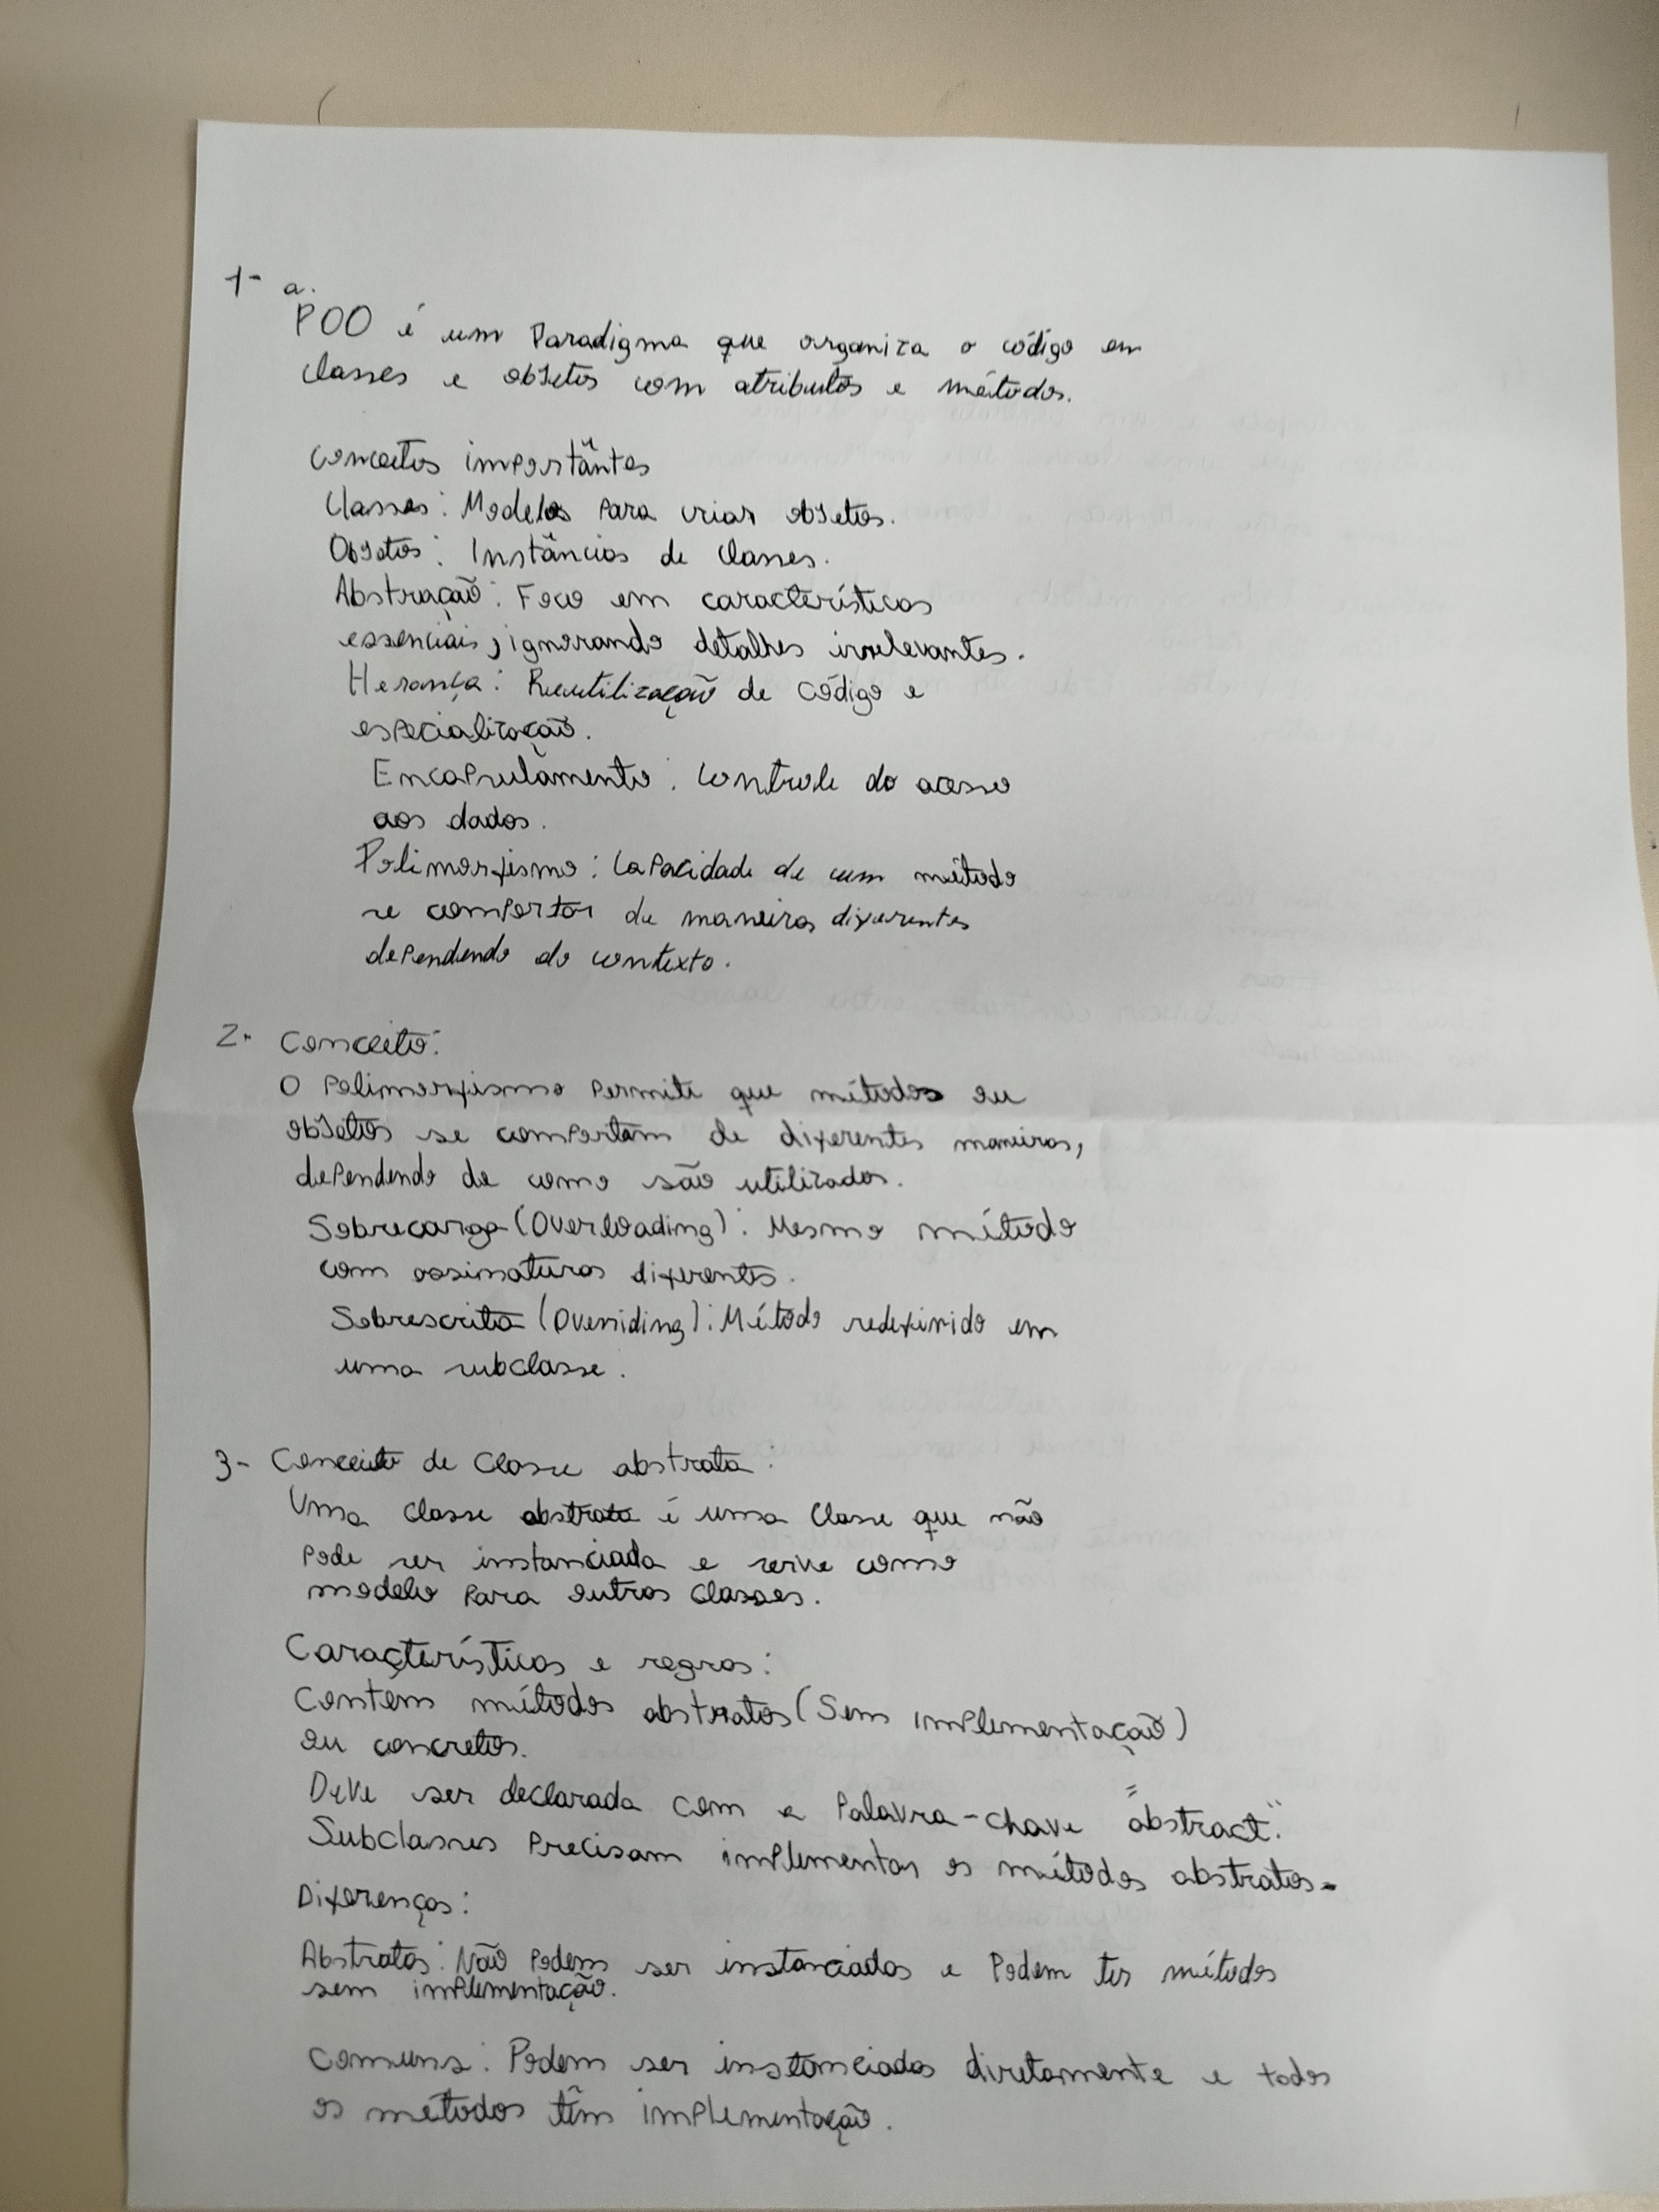 1- a.
POO é um Paradigma que organiza o código em
classes e objetos com atributos e métodos.
Conceitos importântes
Classes: Modelos Para criar objetos.
Objetos: Instâncias de classes.
Abstração: Foco em características
essenciais, ignorando detalhes irrelevantes.
Herança: Reutilização de código e
especialização.
Encapsulamento: Controle do acesso
aos dados.
Polimorfismo: Capacidade de um método
se comportar de maneiras diferentes
dependendo do contexto.
2- Conceito:
O Polimorfismo Permite que métodos ou
objetos se comportam de diferentes maneiras,
dependendo de como são utilizados.
Sobrecarga (Overloading): Mesmo método
com assinaturas diferentes.
Sobrescrita (Overriding): Método redefinido em
uma subclasse.
3- Conceito de Classe abstrata:
Uma classe abstrata é uma classe que não
Pode ser instanciada e serve como
modelo Para outras classes.
Características e regras:
Contém métodos abstratos (Sem implementação)
ou concretos.
Deve ser declarada com a Palavra-chave "abstract".
Subclasses Precisam implementar os métodos abstratos.
Diferenças:
Abstratas: Não Podem ser instanciadas e Podem ter métodos
sem implementação.
Comuns: Podem ser instanciadas diretamente e todos
os métodos têm implementação.